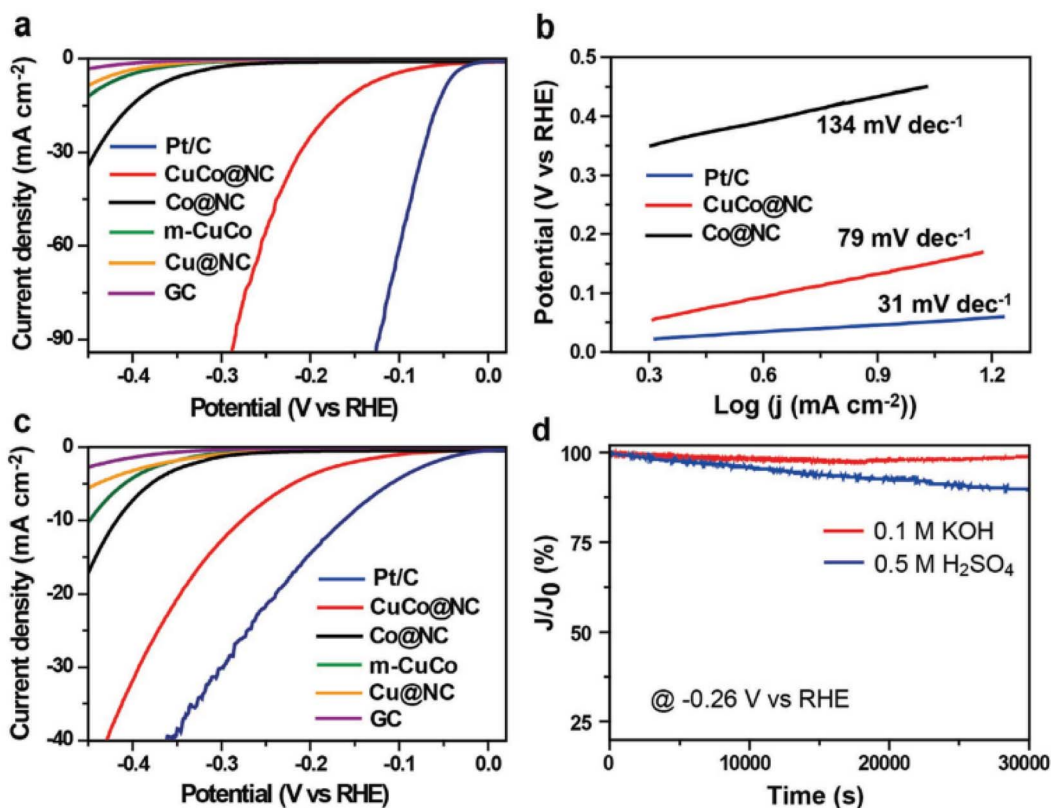 a
Current density (mA cm-2)
0
-30
-60
-90
Pt/C
CuCo@NC
Co@NC
m-CuCo
Cu@NC
GC
-0.4
-0.3
-0.2
-0.1
0.0
Potential (V vs RHE)
b
Potential (V vs RHE)
0.5
0.4
0.3
0.2
0.1
0.0
134 mV dec-1
Pt/C
CuCo@NC
Co@NC
79 mV dec-1
31 mV dec-1
0.3
0.6
0.9
1.2
Log (j (mA cm-2))
c
Current density (mA cm-2)
0
-10
-20
-30
-40
Pt/C
CuCo@NC
Co@NC
m-CuCo
Cu@NC
GC
-0.4
-0.3
-0.2
-0.1
0.0
Potential (V vs RHE)
d
J/J0 (%)
100
75
50
25
0.1 M KOH
0.5 M H2SO4
@ -0.26 V vs RHE
0
10000
20000
30000
Time (s)